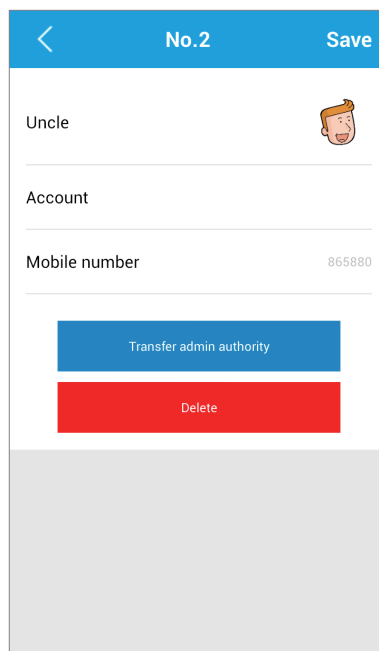 No.2
Save
Uncle
Account
Mobile number
865880
Transfer admin authority
Delete